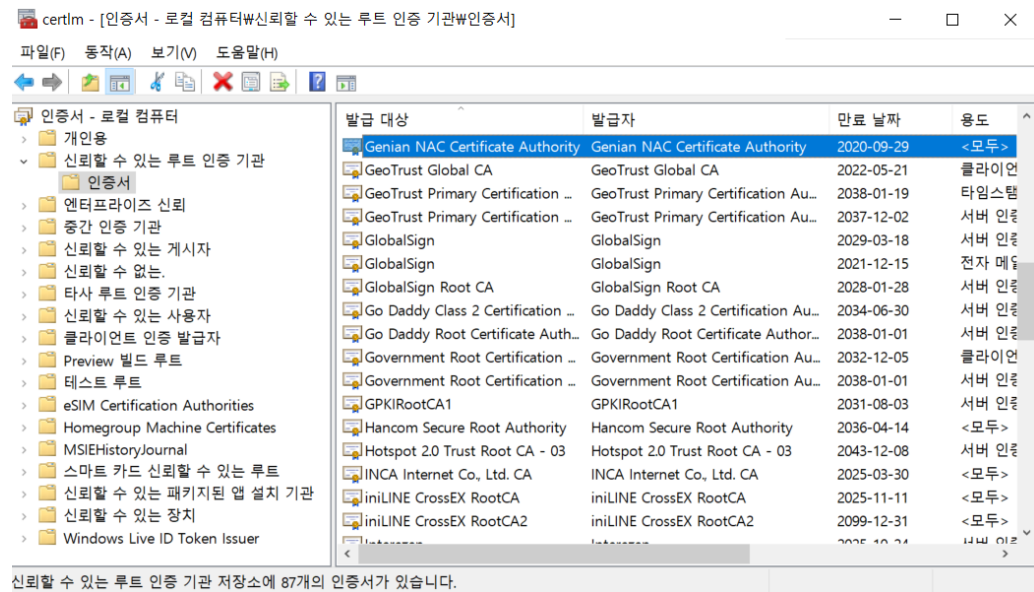 certlm - [인증서 - 로컬 컴퓨터₩신뢰할 수 있는 루트 인증 기관₩인증서]
파일(F) 동작(A) 보기(V) 도움말(H)
인증서 - 로컬 컴퓨터
개인용
신뢰할 수 있는 루트 인증 기관
인증서
엔터프라이즈 신뢰
중간 인증 기관
신뢰할 수 있는 게시자
신뢰할 수 없는.
타사 루트 인증 기관
신뢰할 수 있는 사용자
클라이언트 인증 발급자
Preview 빌드 루트
테스트 루트
eSIM Certification Authorities
Homegroup Machine Certificates
MSIEHistoryJournal
스마트 카드 신뢰할 수 있는 루트
신뢰할 수 있는 패키지된 앱 설치 기관
신뢰할 수 있는 장치
Windows Live ID Token Issuer
발급 대상 발급자 만료 날짜 용도
Genian NAC Certificate Authority Genian NAC Certificate Authority 2020-09-29 <모두>
GeoTrust Global CA GeoTrust Global CA 2022-05-21 클라이언
GeoTrust Primary Certification ... GeoTrust Primary Certification Au... 2038-01-19 타임스탬
GeoTrust Primary Certification ... GeoTrust Primary Certification Au... 2037-12-02 서버 인증
GlobalSign GlobalSign 2029-03-18 서버 인증
GlobalSign GlobalSign 2021-12-15 전자 메일
GlobalSign Root CA GlobalSign Root CA 2028-01-28 서버 인증
Go Daddy Class 2 Certification ... Go Daddy Class 2 Certification Au... 2034-06-30 서버 인증
Go Daddy Root Certificate Auth... Go Daddy Root Certificate Author... 2038-01-01 서버 인증
Government Root Certification ... Government Root Certification Au... 2032-12-05 클라이언
Government Root Certification ... Government Root Certification Au... 2038-01-01 서버 인증
GPKIRootCA1 GPKIRootCA1 2031-08-03 서버 인증
Hancom Secure Root Authority Hancom Secure Root Authority 2036-04-14 <모두>
Hotspot 2.0 Trust Root CA - 03 Hotspot 2.0 Trust Root CA - 03 2043-12-08 서버 인증
INCA Internet Co., Ltd. CA INCA Internet Co., Ltd. CA 2025-03-30 <모두>
iniLINE CrossEX RootCA iniLINE CrossEX RootCA 2025-11-11 <모두>
iniLINE CrossEX RootCA2 iniLINE CrossEX RootCA2 2099-12-31 <모두>
신뢰할 수 있는 루트 인증 기관 저장소에 87개의 인증서가 있습니다.